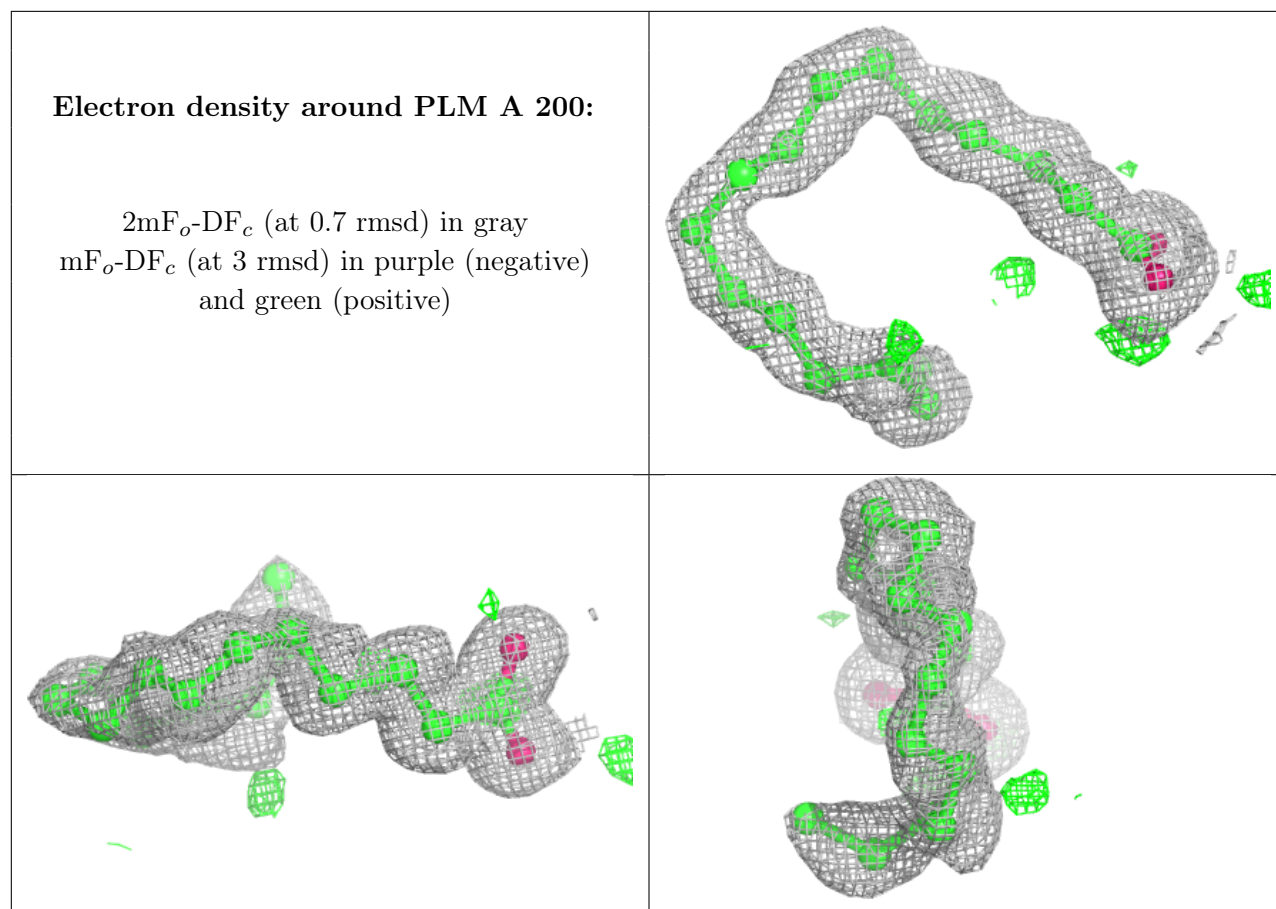 Electron density around PLM A 200:
2mFo-DFc (at 0.7 rmsd) in gray
mFo-DFc (at 3 rmsd) in purple (negative)
and green (positive)